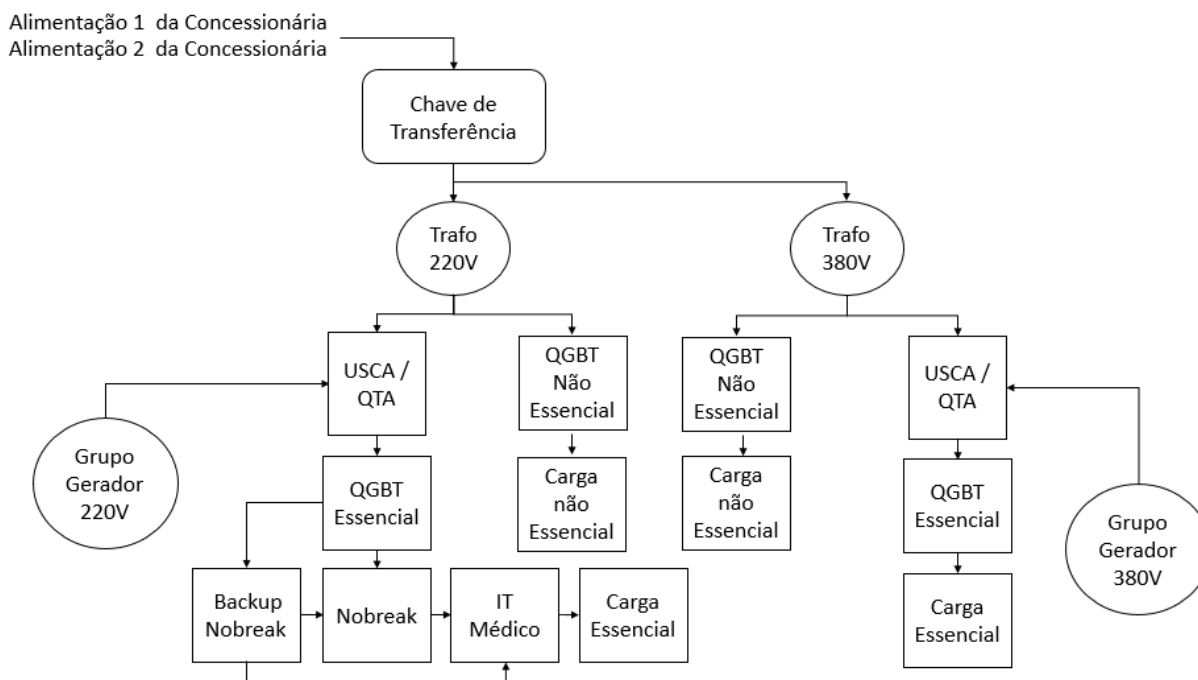 Alimentação 1 da Concessionária
Alimentação 2 da Concessionária
Chave de
Transferência
Trafo
220V
Trafo
380V
USCA /
QTA
QGBT
Não
Essencial
QGBT
Não
Essencial
USCA /
QTA
Grupo
Gerador
220V
QGBT
Essencial
Carga
não
Essencial
Carga
não
Essencial
QGBT
Essencial
Grupo
Gerador
380V
Backup
Nobreak
Nobreak
IT
Médico
Carga
Essencial
Carga
Essencial